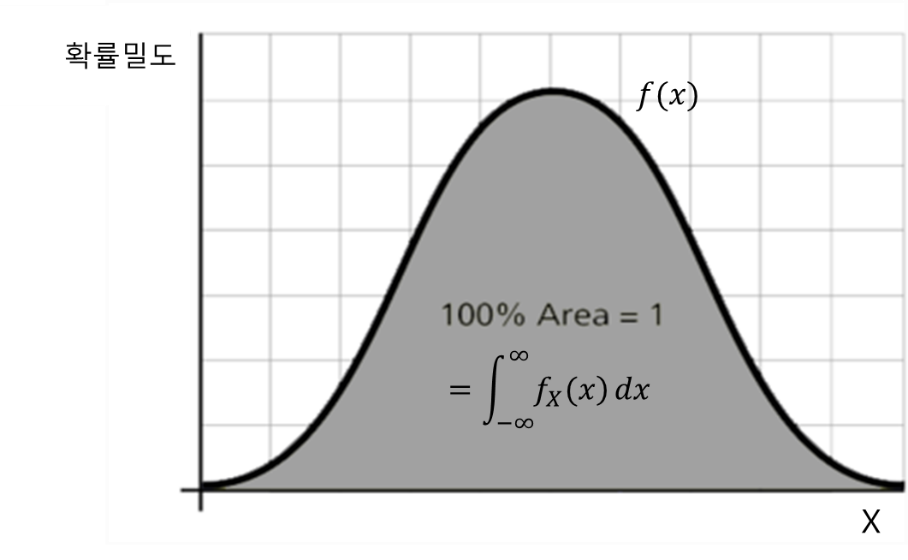 확률밀도
f(x)
100% Area = 1
= ∫_{-∞}^{∞} f_X(x) dx
X